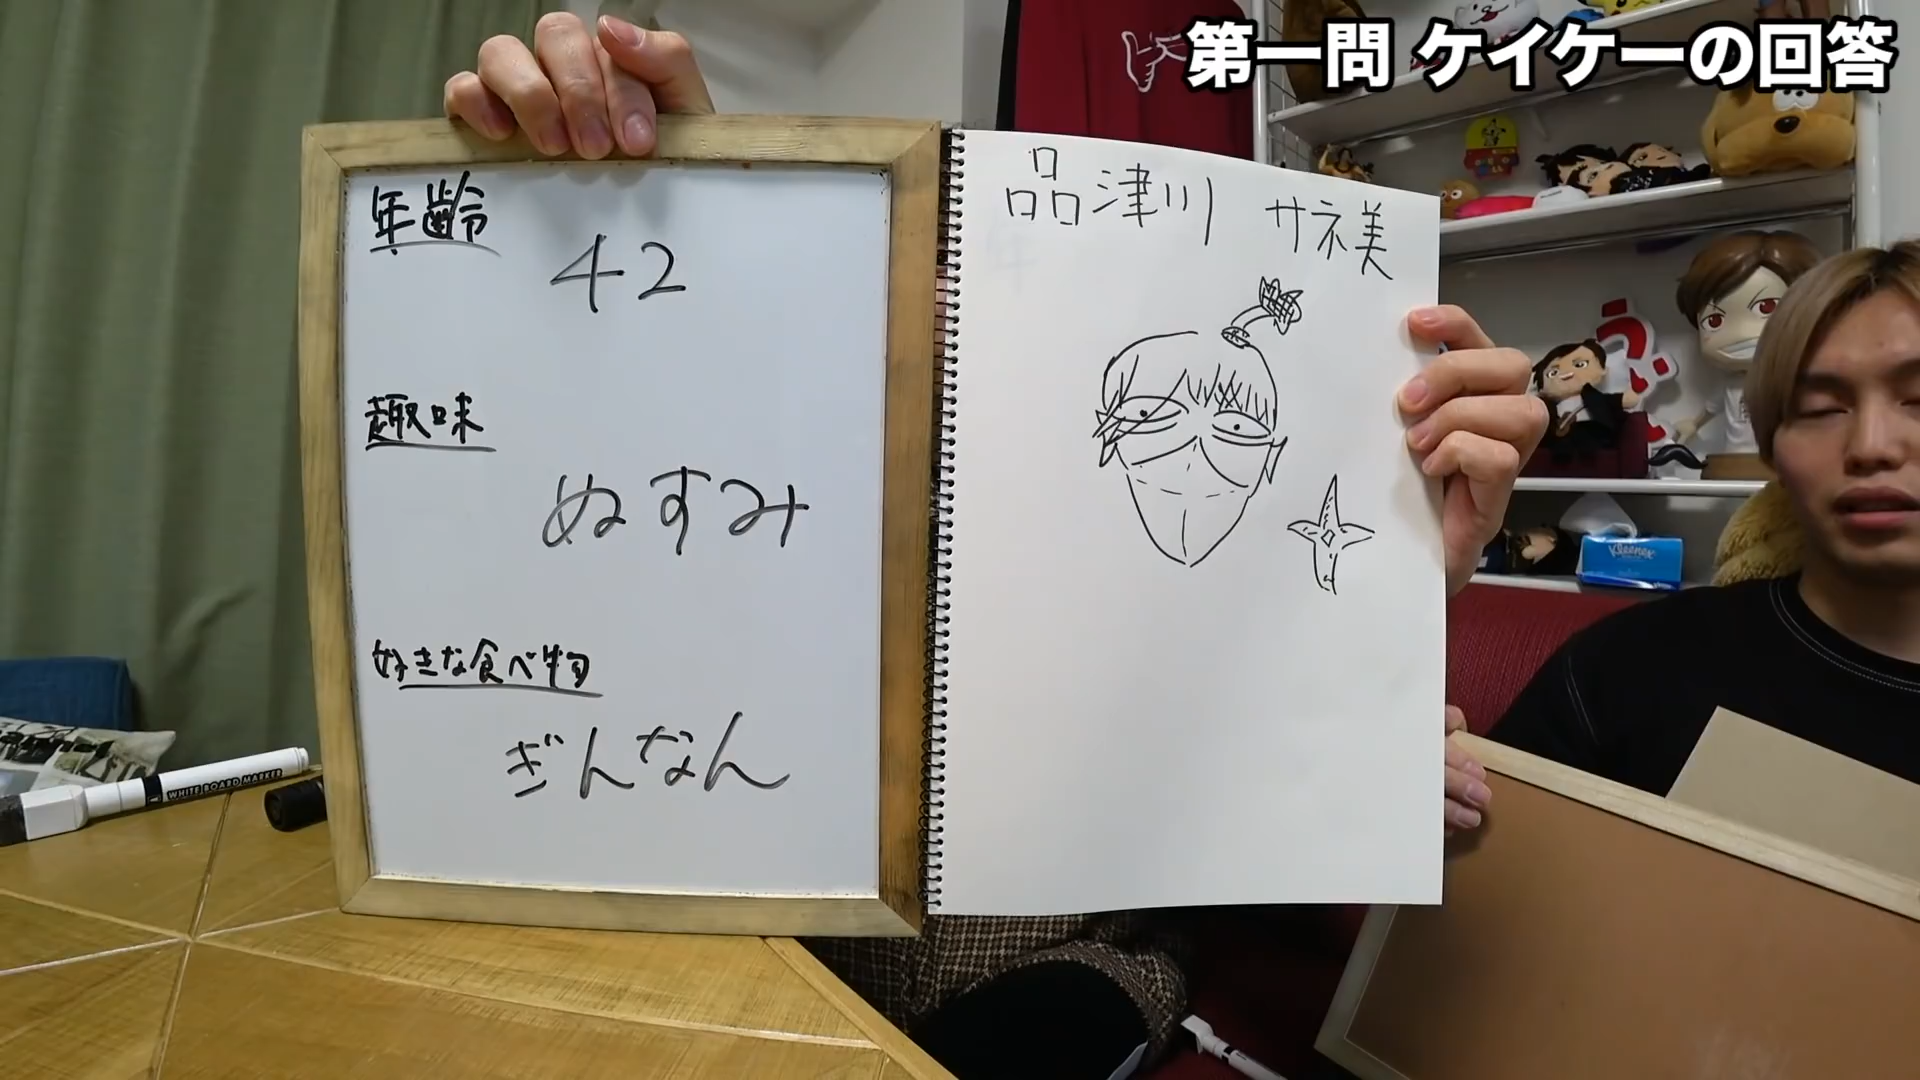 第一問 ケイケーの回答
年齢
42
趣味
ぬすみ
好きな食べ物
ぎんなん
品津川 サネ美
WHITE BOARD MARKER
Kleenex